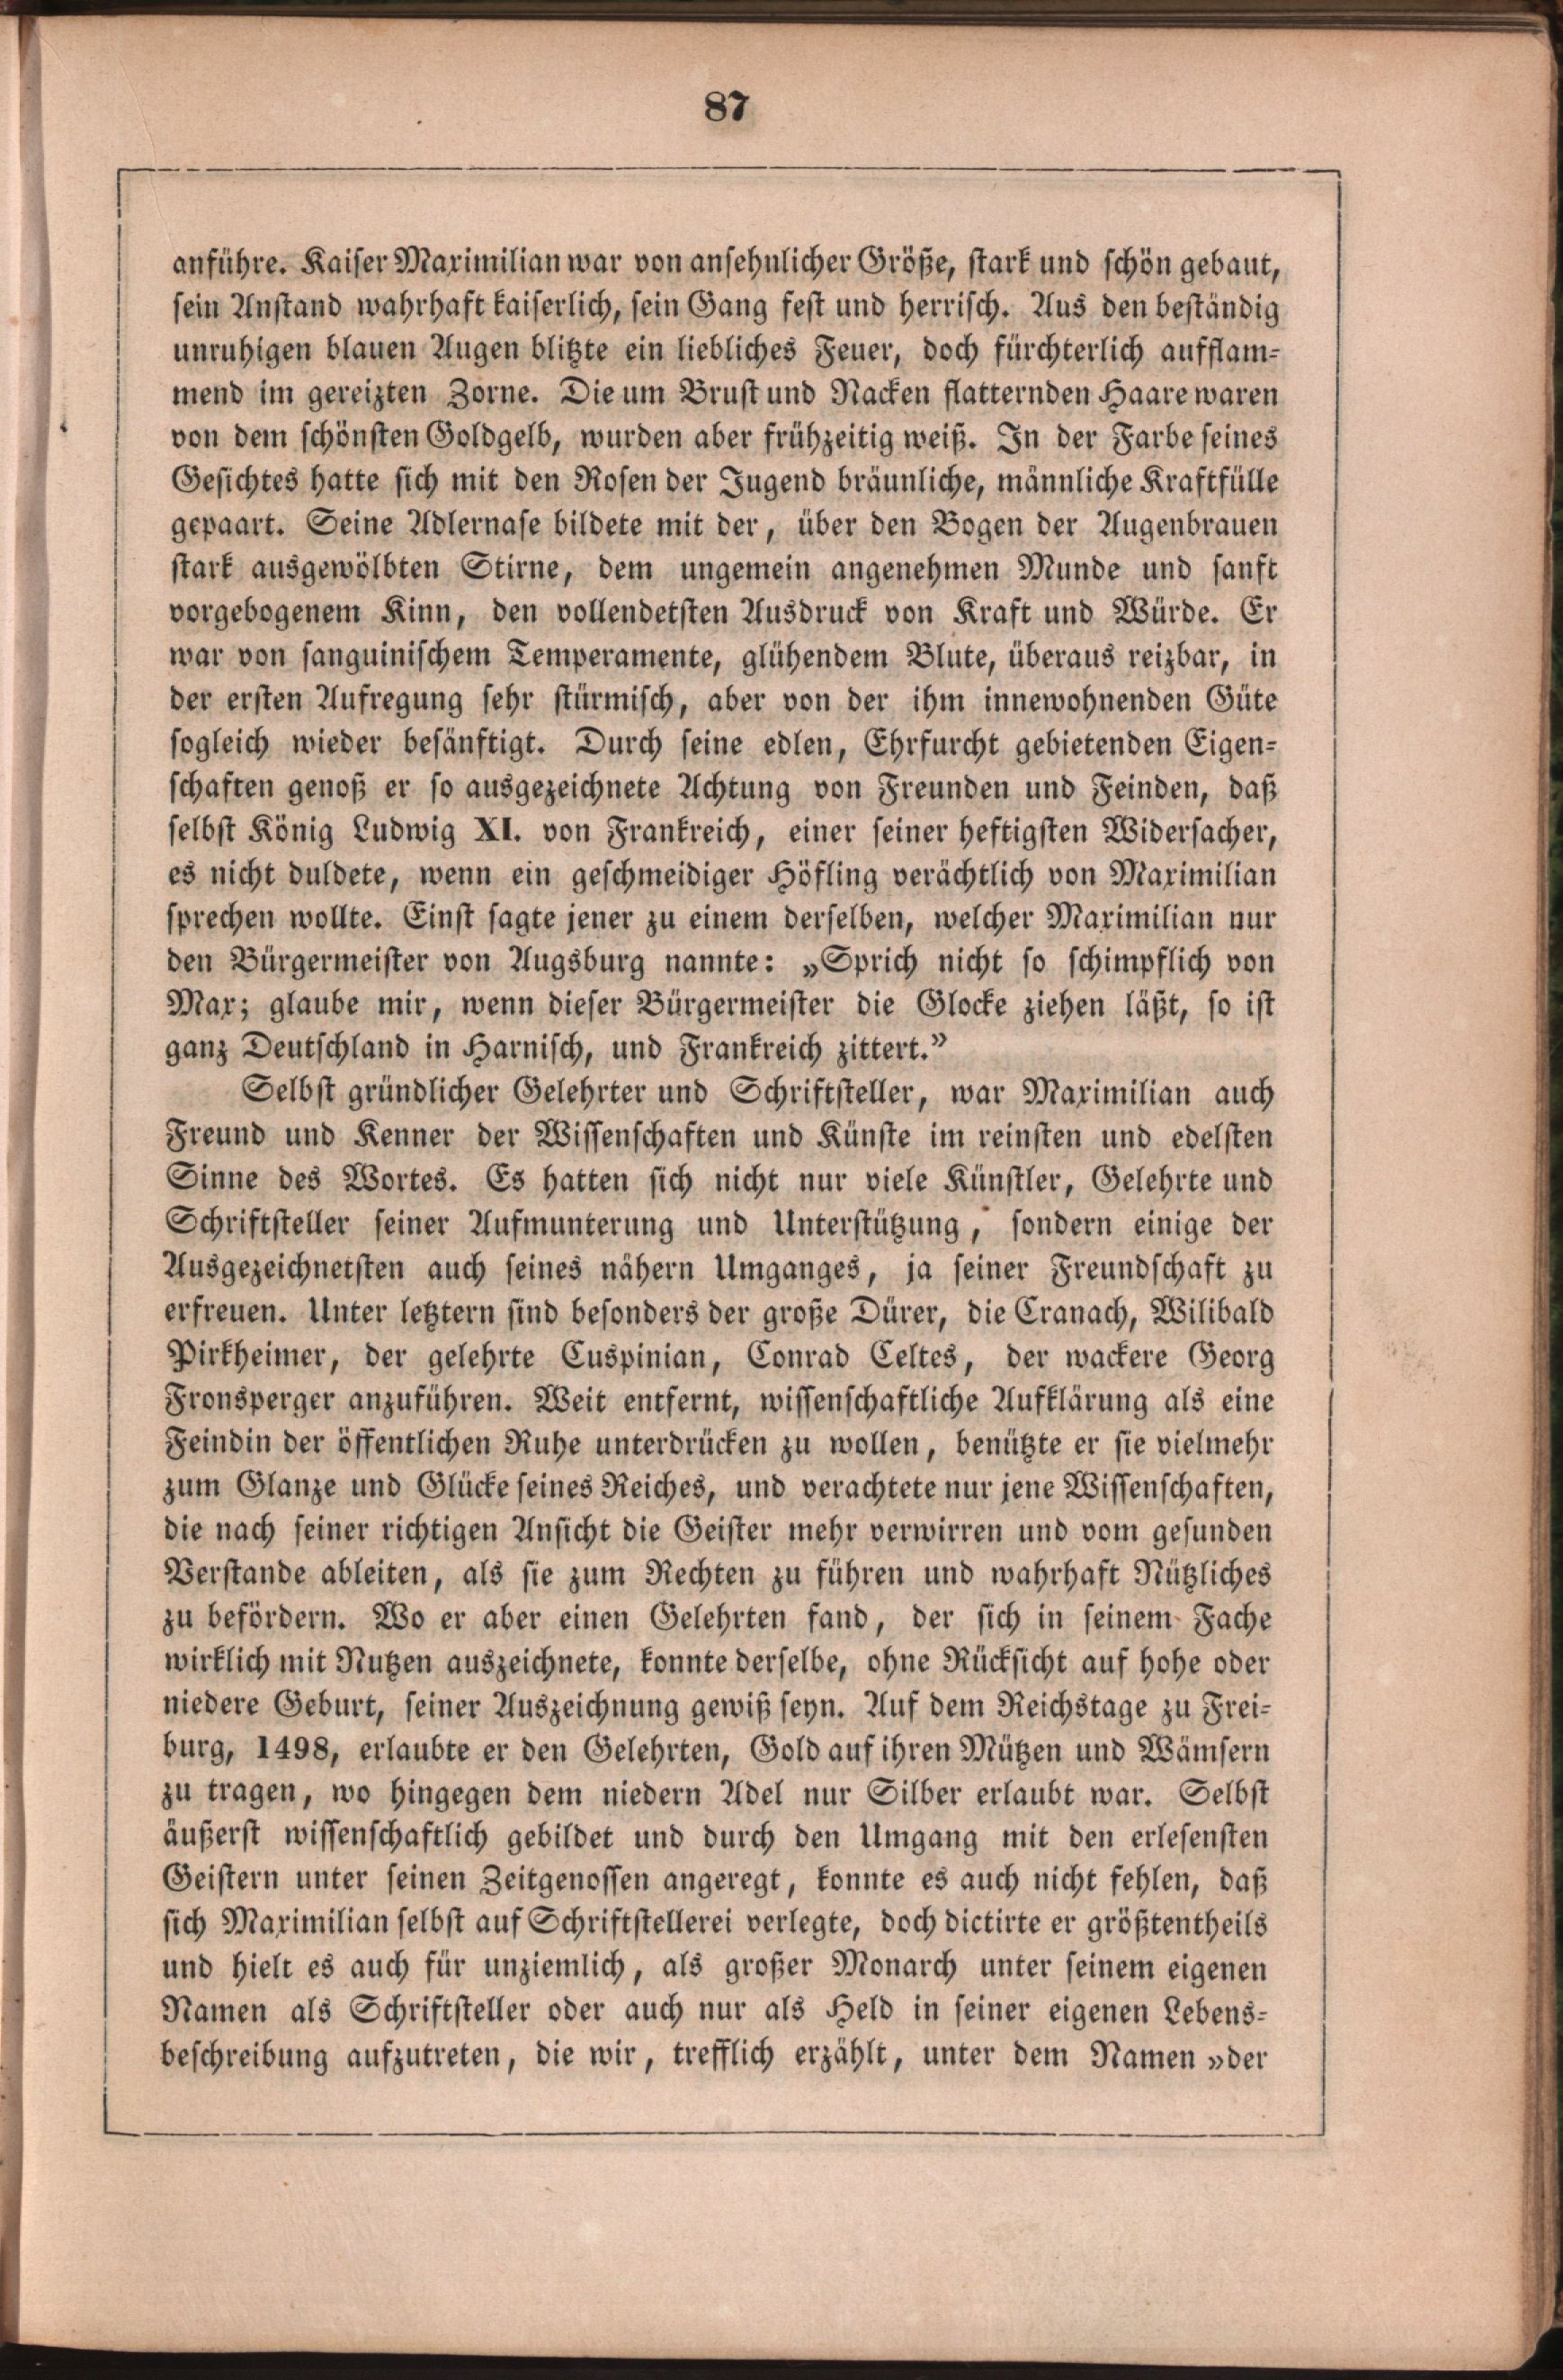 87
anführe. Kaiser Maximilian war von ansehnlicher Größe, stark und schön gebaut,
sein Anstand wahrhaft kaiserlich, sein Gang fest und herrisch. Aus den beständig
unruhigen blauen Augen blitzte ein liebliches Feuer, doch fürchterlich aufflam-
mend im gereizten Zorne. Die um Brust und Nacken flatternden Haare waren
von dem schönsten Goldgelb, wurden aber frühzeitig weiß. In der Farbe seines
Gesichtes hatte sich mit den Rosen der Jugend bräunliche, männliche Kraftfülle
gepaart. Seine Adlernase bildete mit der, über den Bogen der Augenbrauen
stark ausgewölbten Stirne, dem ungemein angenehmen Munde und sanft
vorgebogenem Kinn, den vollendetsten Ausdruck von Kraft und Würde. Er
war von sanguinischem Temperamente, glühendem Blute, überaus reizbar, in
der ersten Aufregung sehr stürmisch, aber von der ihm innewohnenden Güte
sogleich wieder besänftigt. Durch seine edlen, Ehrfurcht gebietenden Eigen-
schaften genoß er so ausgezeichnete Achtung von Freunden und Feinden, daß
selbst König Ludwig XI. von Frankreich, einer seiner heftigsten Widersacher,
es nicht duldete, wenn ein geschmeidiger Höfling verächtlich von Maximilian
sprechen wollte. Einst sagte jener zu einem derselben, welcher Maximilian nur
den Bürgermeister von Augsburg nannte: »Sprich nicht so schimpflich von
Max; glaube mir, wenn dieser Bürgermeister die Glocke ziehen läßt, so ist
ganz Deutschland in Harnisch, und Frankreich zittert.”
Selbst gründlicher Gelehrter und Schriftsteller, war Maximilian auch
Freund und Kenner der Wissenschaften und Künste im reinsten und edelsten
Sinne des Wortes. Es hatten sich nicht nur viele Künstler, Gelehrte und
Schriftsteller seiner Aufmunterung und Unterstützung, sondern einige der
Ausgezeichnetsten auch seines nähern Umganges, ja seiner Freundschaft zu
erfreuen. Unter letztern sind besonders der große Dürer, die Cranach, Wilibald
Pirkheimer, der gelehrte Cuspinian, Conrad Celtes, der wackere Georg
Fronsperger anzuführen. Weit entfernt, wissenschaftliche Aufklärung als eine
Feindin der öffentlichen Ruhe unterdrücken zu wollen, benützte er sie vielmehr
zum Glanze und Glücke seines Reiches, und verachtete nur jene Wissenschaften,
die nach seiner richtigen Ansicht die Geister mehr verwirren und vom gesunden
Verstande ableiten, als sie zum Rechten zu führen und wahrhaft Nützliches
zu befördern. Wo er aber einen Gelehrten fand, der sich in seinem Fache
wirklich mit Nutzen auszeichnete, konnte derselbe, ohne Rücksicht auf hohe oder
niedere Geburt, seiner Auszeichnung gewiß seyn. Auf dem Reichstage zu Frei-
burg, 1498, erlaubte er den Gelehrten, Gold auf ihren Mützen und Wämsern
zu tragen, wo hingegen dem niedern Adel nur Silber erlaubt war. Selbst
äußerst wissenschaftlich gebildet und durch den Umgang mit den erlesensten
Geistern unter seinen Zeitgenossen angeregt, konnte es auch nicht fehlen, daß
sich Maximilian selbst auf Schriftstellerei verlegte, doch dictirte er größtentheils
und hielt es auch für unziemlich, als großer Monarch unter seinem eigenen
Namen als Schriftsteller oder auch nur als Held in seiner eigenen Lebens-
beschreibung aufzutreten, die wir, trefflich erzählt, unter dem Namen »der